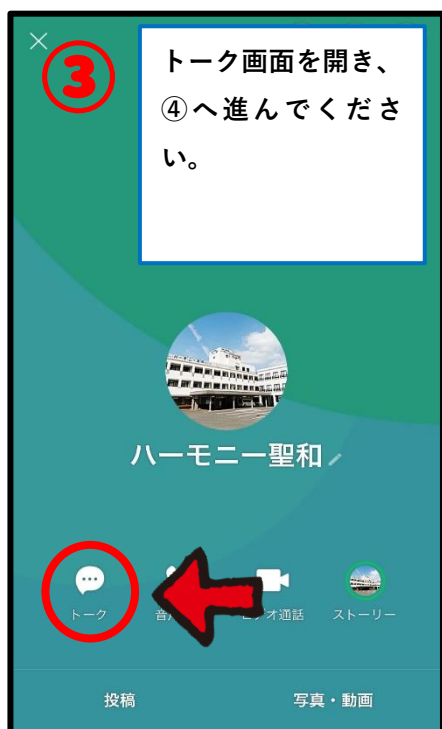 ③
トーク画面を開き、
④へ進んでくださ
い。
ハーモニー聖和
トーク
オ通話
ストーリー
投稿
写真・動画